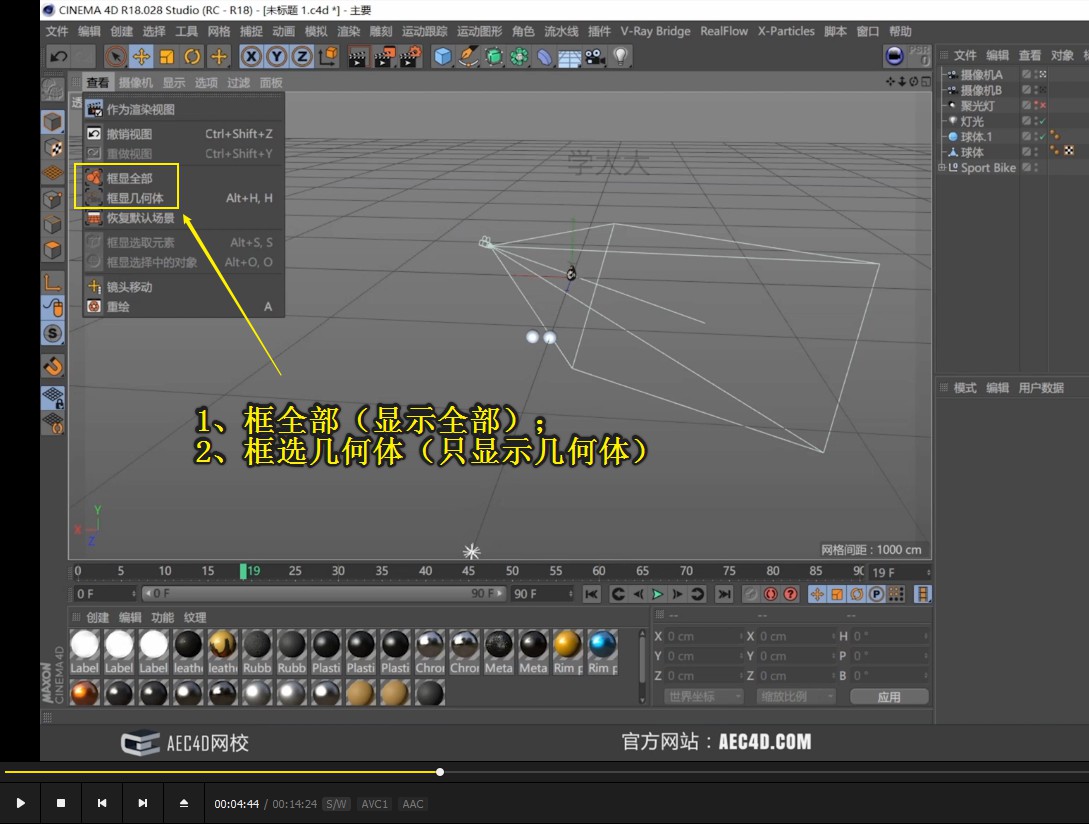 CINEMA 4D R18.028 Studio (RC - R18) - [未标题 1.c4d *] - 主要
文件 编辑 创建 选择 工具 网格 捕捉 动画 模拟 渲染 雕刻 运动跟踪 运动图形 角色 流水线 插件 V-Ray Bridge RealFlow X-Particles 脚本 窗口 帮助
X Y Z
PSR
0
文件 编辑 查看 对象
查看 摄像机 显示 选项 过滤 面板
透
摄像机A
摄像机B
聚光灯
灯光
球体.1
球体
Sport Bike
作为渲染视图
撤销视图 Ctrl+Shift+Z
重做视图 Ctrl+Shift+Y
框显全部
框显几何体 Alt+H, H
恢复默认场景
框显选取元素 Alt+S, S
框显选择中的对象 Alt+O, O
镜头移动
重绘 A
学火大
模式 编辑 用户数据
1、框全部（显示全部）;
2、框选几何体（只显示几何体）
Y
X
Z
网格间距 : 1000 cm
0 5 10 15 19 25 30 35 40 45 50 55 60 65 70 75 80 85 90 19 F
0 F 0 F 90 F 90 F
创建 编辑 功能 纹理
-- -- --
Label Label Label leathe leathe Rubb Rubb Plasti Plasti Plasti Chro Chro Meta Meta Rim p Rim p
X 0 cm X 0 cm H 0 °
Y 0 cm Y 0 cm P 0 °
Z 0 cm Z 0 cm B 0 °
世界坐标 缩放比例 应用
MAXON
CINEMA4D
AEC4D网校
官方网站：AEC4D.COM
00:04:44 / 00:14:24 S/W AVC1 AAC